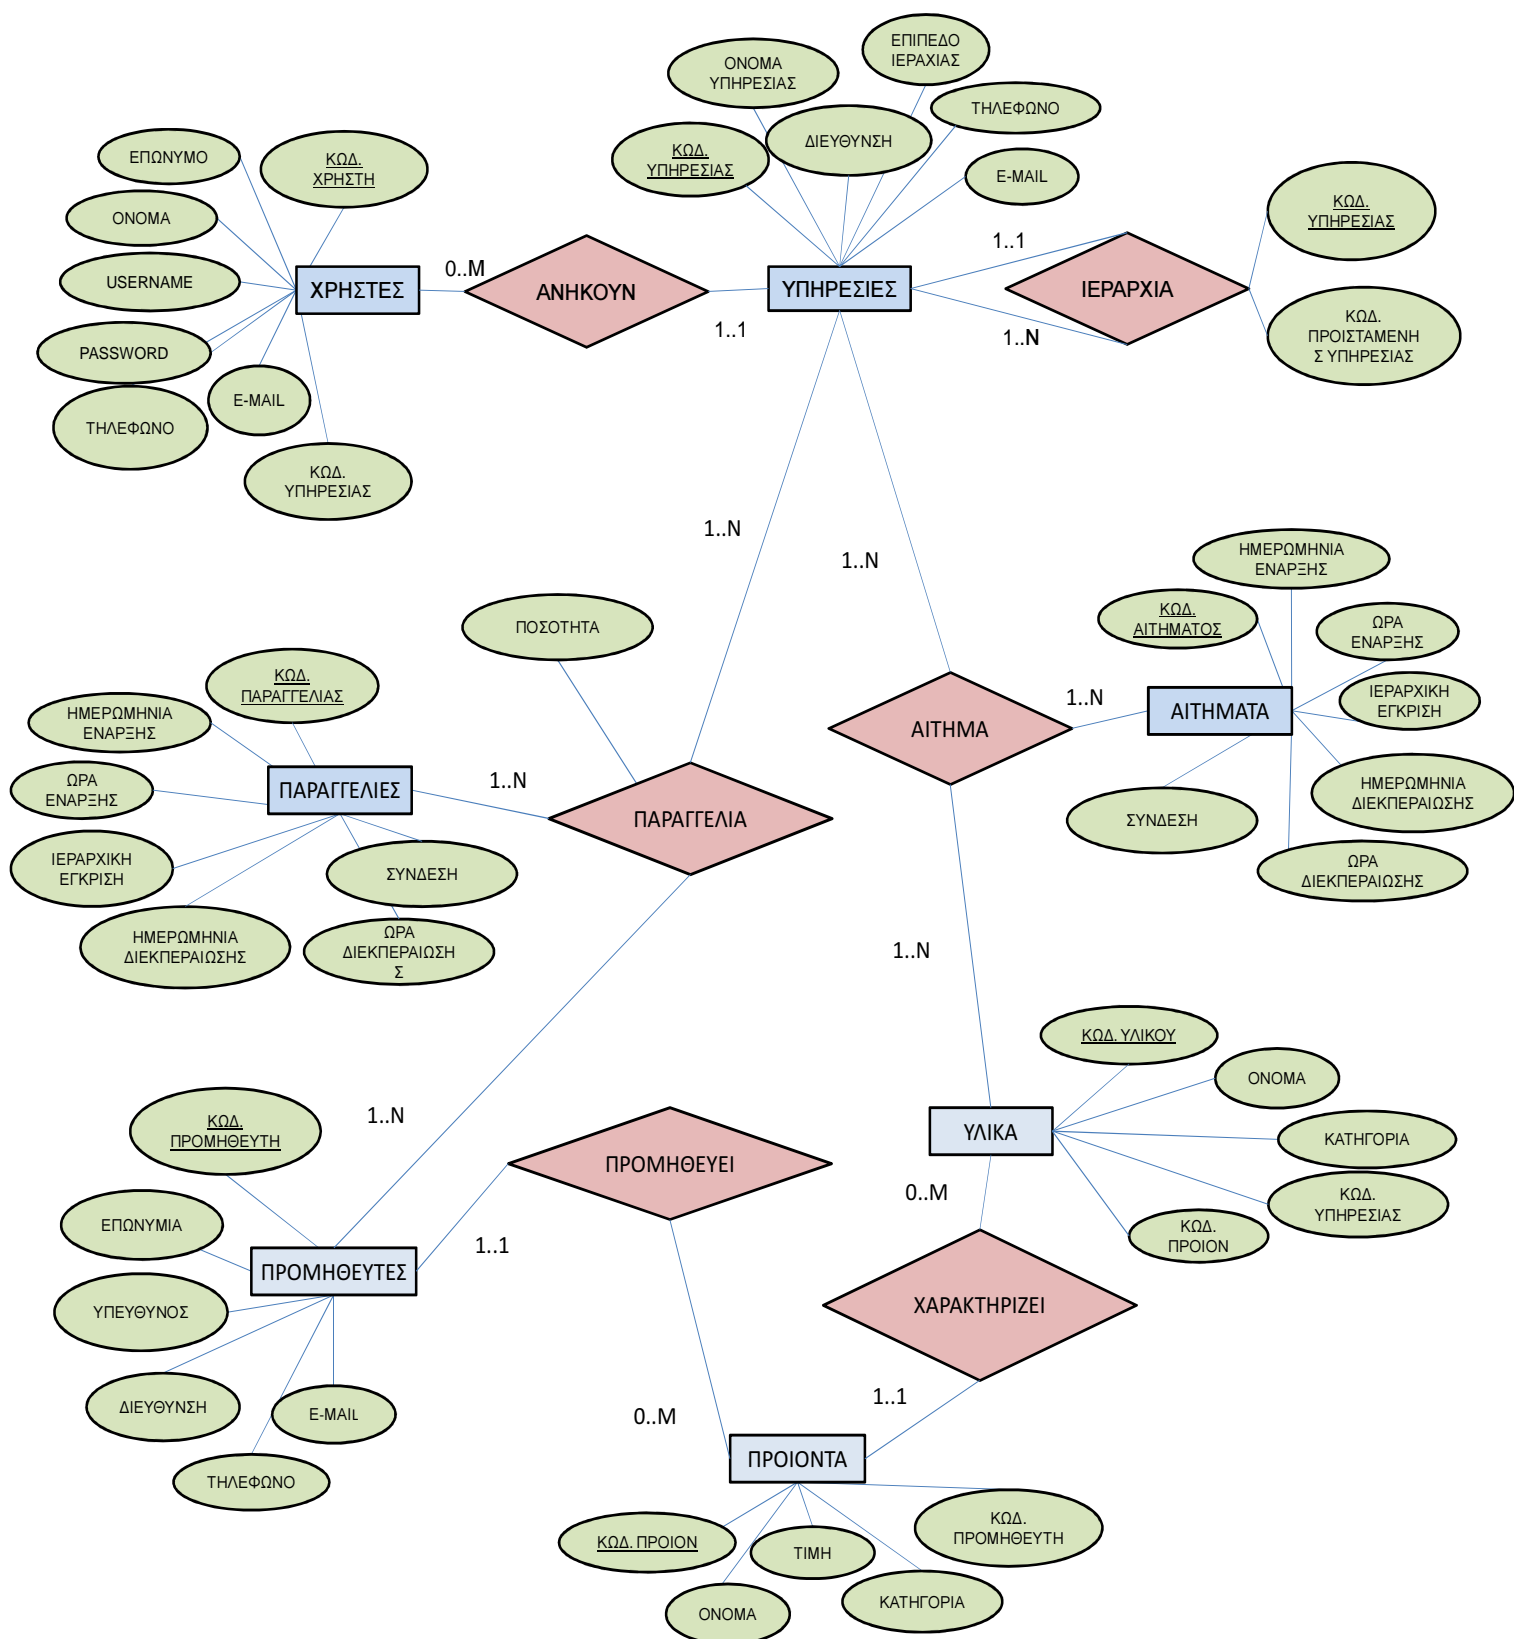 ΕΠΙΠΕΔΟ
ΙΕΡΑΧΙΑΣ
ΟΝΟΜΑ
ΥΠΗΡΕΣΙΑΣ
ΤΗΛΕΦΩΝΟ
ΔΙΕΥΘΥΝΣΗ
ΚΩΔ.
ΥΠΗΡΕΣΙΑΣ
E-MAIL
ΕΠΩΝΥΜΟ
ΚΩΔ.
ΧΡΗΣΤΗ
ΟΝΟΜΑ
USERNAME
PASSWORD
ΤΗΛΕΦΩΝΟ
E-MAIL
ΚΩΔ.
ΥΠΗΡΕΣΙΑΣ
ΧΡΗΣΤΕΣ
0..M
ΑΝΗΚΟΥΝ
1..1
ΥΠΗΡΕΣΙΕΣ
1..1
1..N
ΙΕΡΑΡΧΙΑ
ΚΩΔ.
ΥΠΗΡΕΣΙΑΣ
ΚΩΔ.
ΠΡΟΙΣΤΑΜΕΝΗ
Σ ΥΠΗΡΕΣΙΑΣ
1..N
1..N
ΠΟΣΟΤΗΤΑ
ΗΜΕΡΩΜΗΝΙΑ
ΕΝΑΡΞΗΣ
ΚΩΔ.
ΑΙΤΗΜΑΤΟΣ
ΩΡΑ
ΕΝΑΡΞΗΣ
ΙΕΡΑΡΧΙΚΗ
ΕΓΚΡΙΣΗ
ΗΜΕΡΩΜΗΝΙΑ
ΔΙΕΚΠΕΡΑΙΩΣΗΣ
ΩΡΑ
ΔΙΕΚΠΕΡΑΙΩΣΗΣ
ΣΥΝΔΕΣΗ
ΑΙΤΗΜΑΤΑ
1..N
ΑΙΤΗΜΑ
ΚΩΔ.
ΠΑΡΑΓΓΕΛΙΑΣ
ΗΜΕΡΩΜΗΝΙΑ
ΕΝΑΡΞΗΣ
ΩΡΑ
ΕΝΑΡΞΗΣ
ΙΕΡΑΡΧΙΚΗ
ΕΓΚΡΙΣΗ
ΗΜΕΡΩΜΗΝΙΑ
ΔΙΕΚΠΕΡΑΙΩΣΗΣ
ΣΥΝΔΕΣΗ
ΩΡΑ
ΔΙΕΚΠΕΡΑΙΩΣΗ
Σ
ΠΑΡΑΓΓΕΛΙΕΣ
1..N
ΠΑΡΑΓΓΕΛΙΑ
1..N
1..N
ΚΩΔ. ΥΛΙΚΟΥ
ΟΝΟΜΑ
ΚΑΤΗΓΟΡΙΑ
ΚΩΔ.
ΥΠΗΡΕΣΙΑΣ
ΚΩΔ.
ΠΡΟΙΟΝ
ΥΛΙΚΑ
0..M
ΧΑΡΑΚΤΗΡΙΖΕΙ
1..1
ΠΡΟΜΗΘΕΥΕΙ
1..1
0..M
ΚΩΔ.
ΠΡΟΜΗΘΕΥΤΗ
ΕΠΩΝΥΜΙΑ
ΠΡΟΜΗΘΕΥΤΕΣ
ΥΠΕΥΘΥΝΟΣ
ΔΙΕΥΘΥΝΣΗ
E-MAIL
ΤΗΛΕΦΩΝΟ
ΠΡΟΙΟΝΤΑ
ΚΩΔ. ΠΡΟΙΟΝ
ΟΝΟΜΑ
ΤΙΜΗ
ΚΑΤΗΓΟΡΙΑ
ΚΩΔ.
ΠΡΟΜΗΘΕΥΤΗ